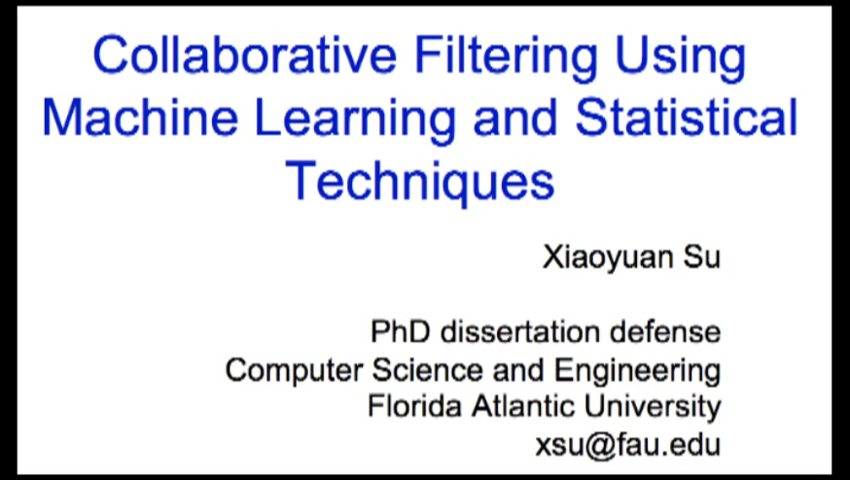 Collaborative Filtering Using
Machine Learning and Statistical
Techniques
Xiaoyuan Su
PhD dissertation defense
Computer Science and Engineering
Florida Atlantic University
xsu@fau.edu